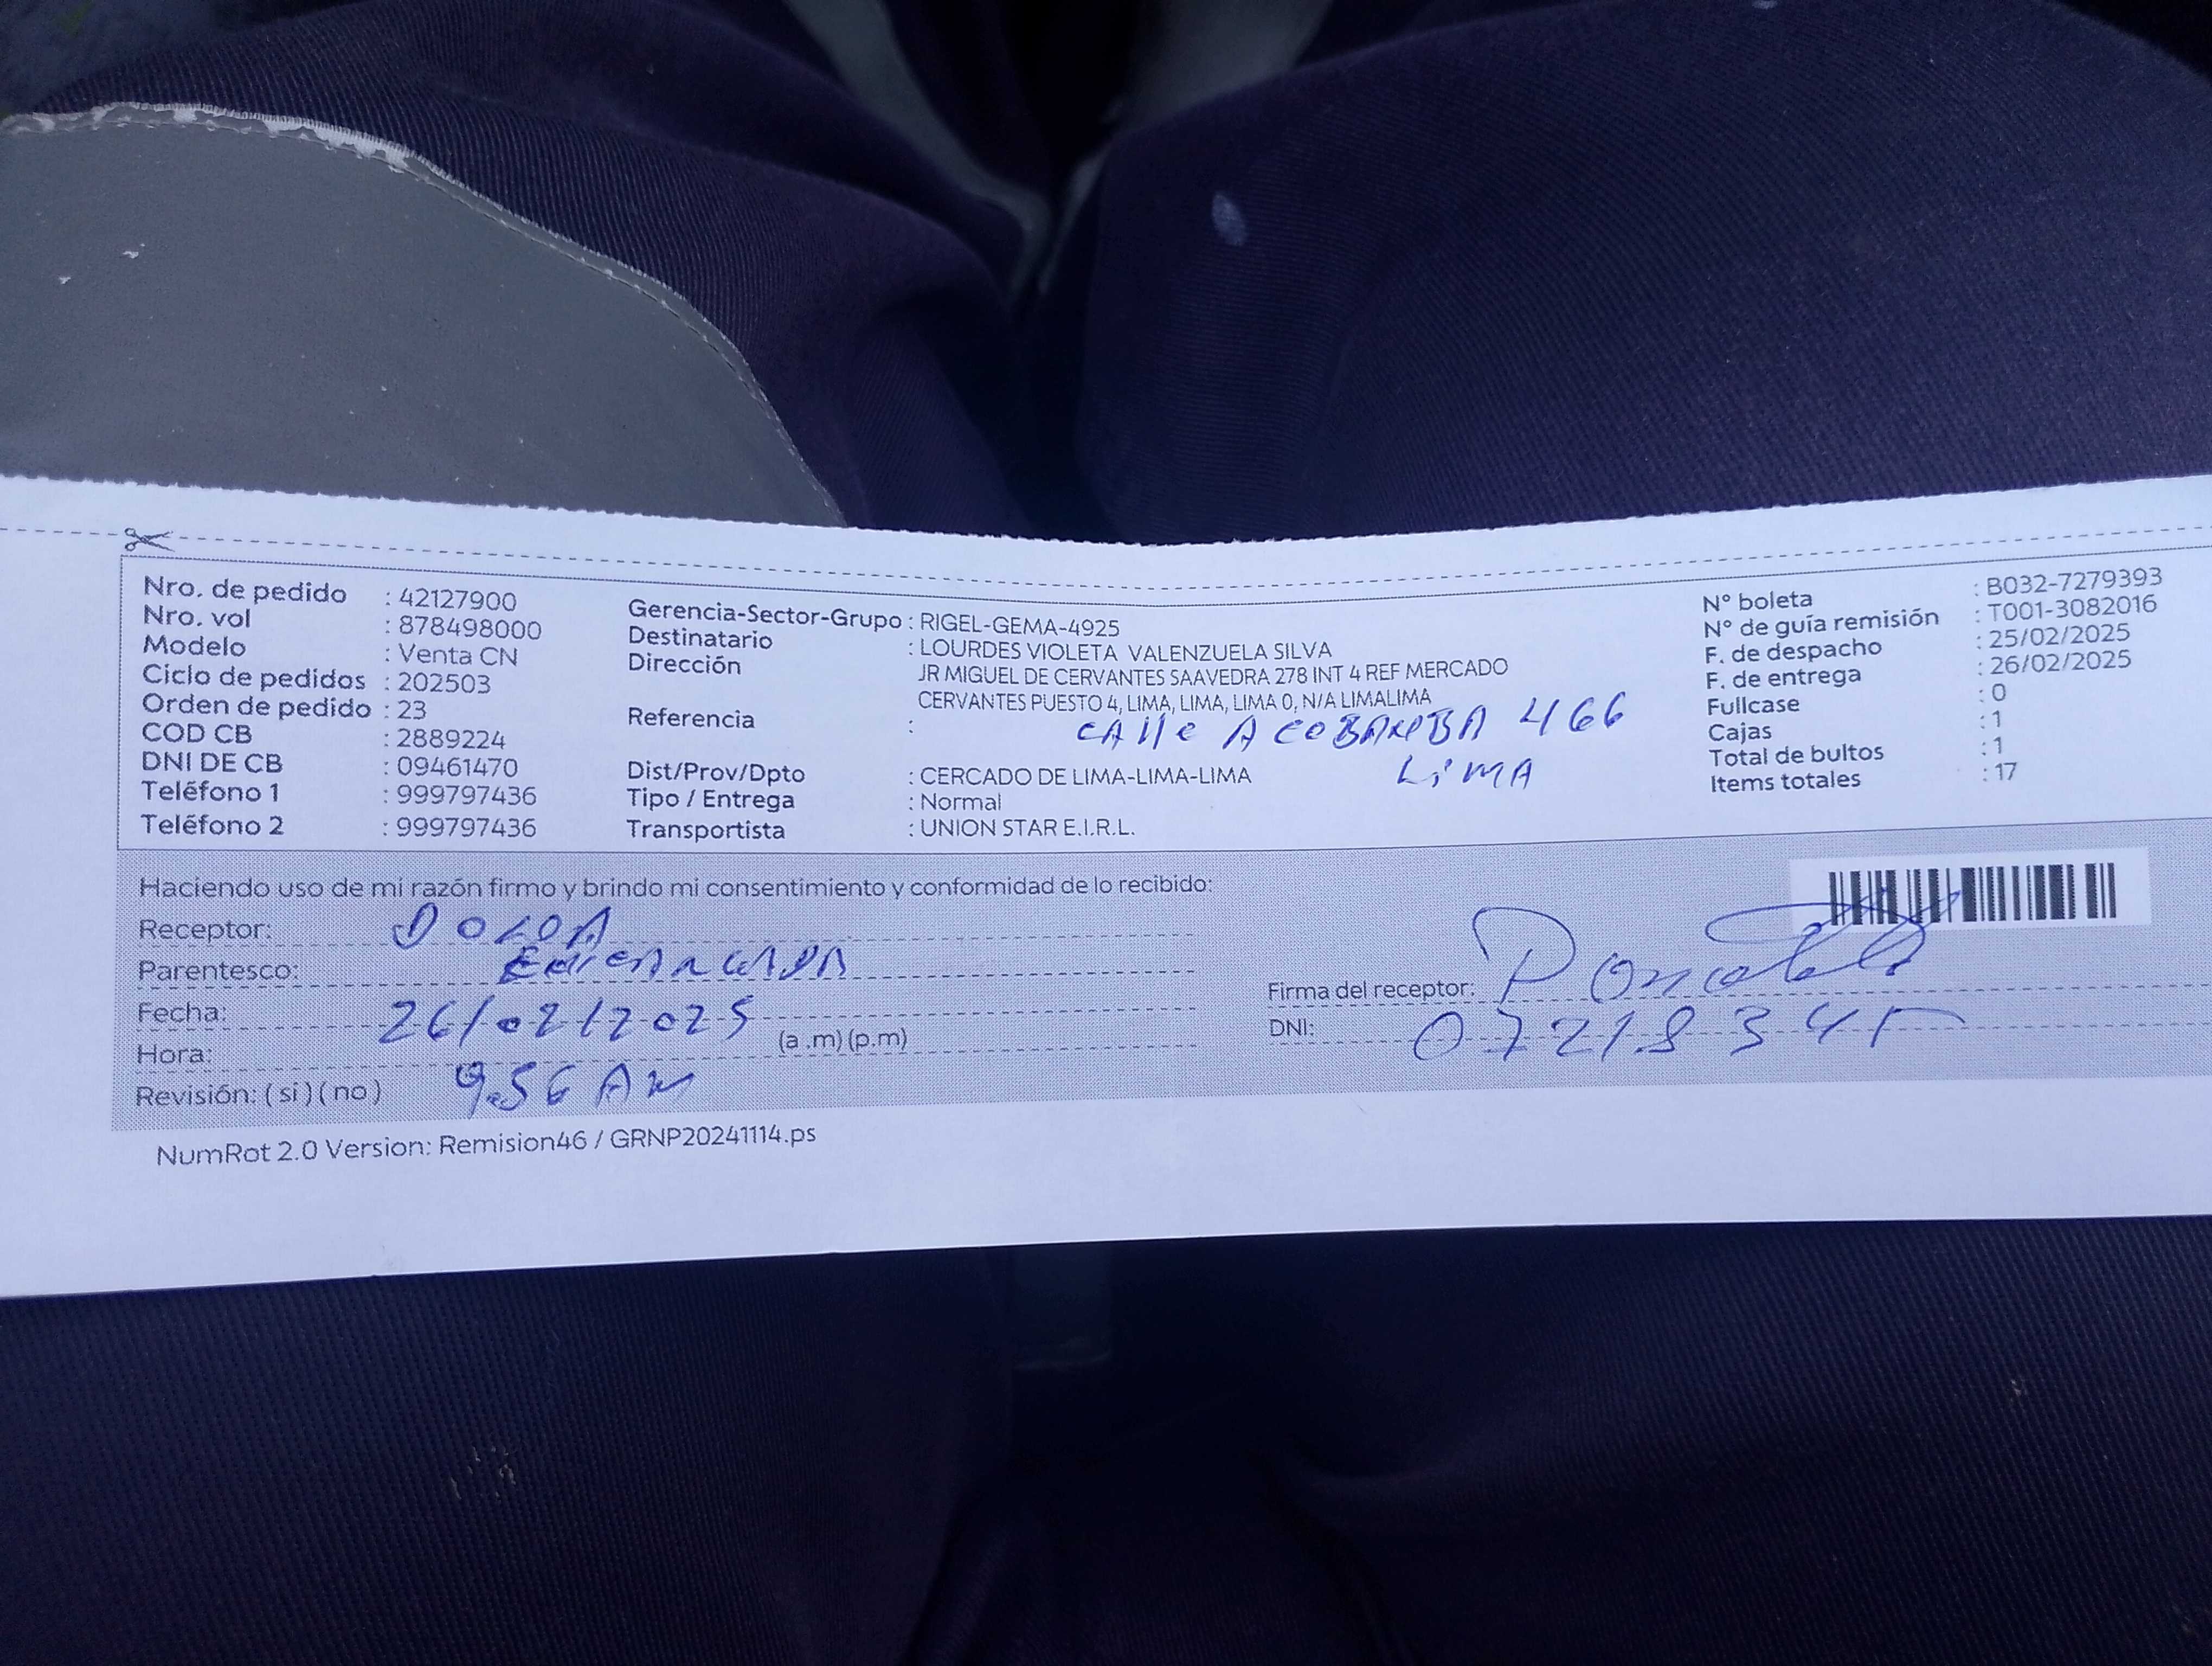 Nro. de pedido : 42127900
Nro. vol : 878498000
Modelo : Venta CN
Ciclo de pedidos : 202503
Orden de pedido : 23
COD CB : 2889224
DNI DE CB : 09461470
Teléfono 1 : 999797436
Teléfono 2 : 999797436
Gerencia-Sector-Grupo : RIGEL-GEMA-4925
Destinatario : LOURDES VIOLETA VALENZUELA SILVA
Dirección JR MIGUEL DE CERVANTES SAAVEDRA 278 INT 4 REF MERCADO
CERVANTES PUESTO 4, LIMA, LIMA, LIMA 0, N/A LIMALIMA
Referencia : CAlle ACOBAMBA 466
LiMA
Dist/Prov/Dpto : CERCADO DE LIMA-LIMA-LIMA
Tipo / Entrega : Normal
Transportista : UNION STAR E.I.R.L.
N° boleta : B032-7279393
N° de guía remisión : T001-3082016
F. de despacho : 25/02/2025
F. de entrega : 26/02/2025
Fullcase : 0
Cajas : 1
Total de bultos : 1
Items totales : 17
Haciendo uso de mi razón firmo y brindo mi consentimiento y conformidad de lo recibido:
Receptor:
Parentesco:
Fecha: 26/02/2025
Hora: (a .m) (p.m)
Revisión: ( si ) ( no ) 9.56 AM
Firma del receptor:
DNI: 07218345
NumRot 2.0 Version: Remision46 / GRNP20241114.ps